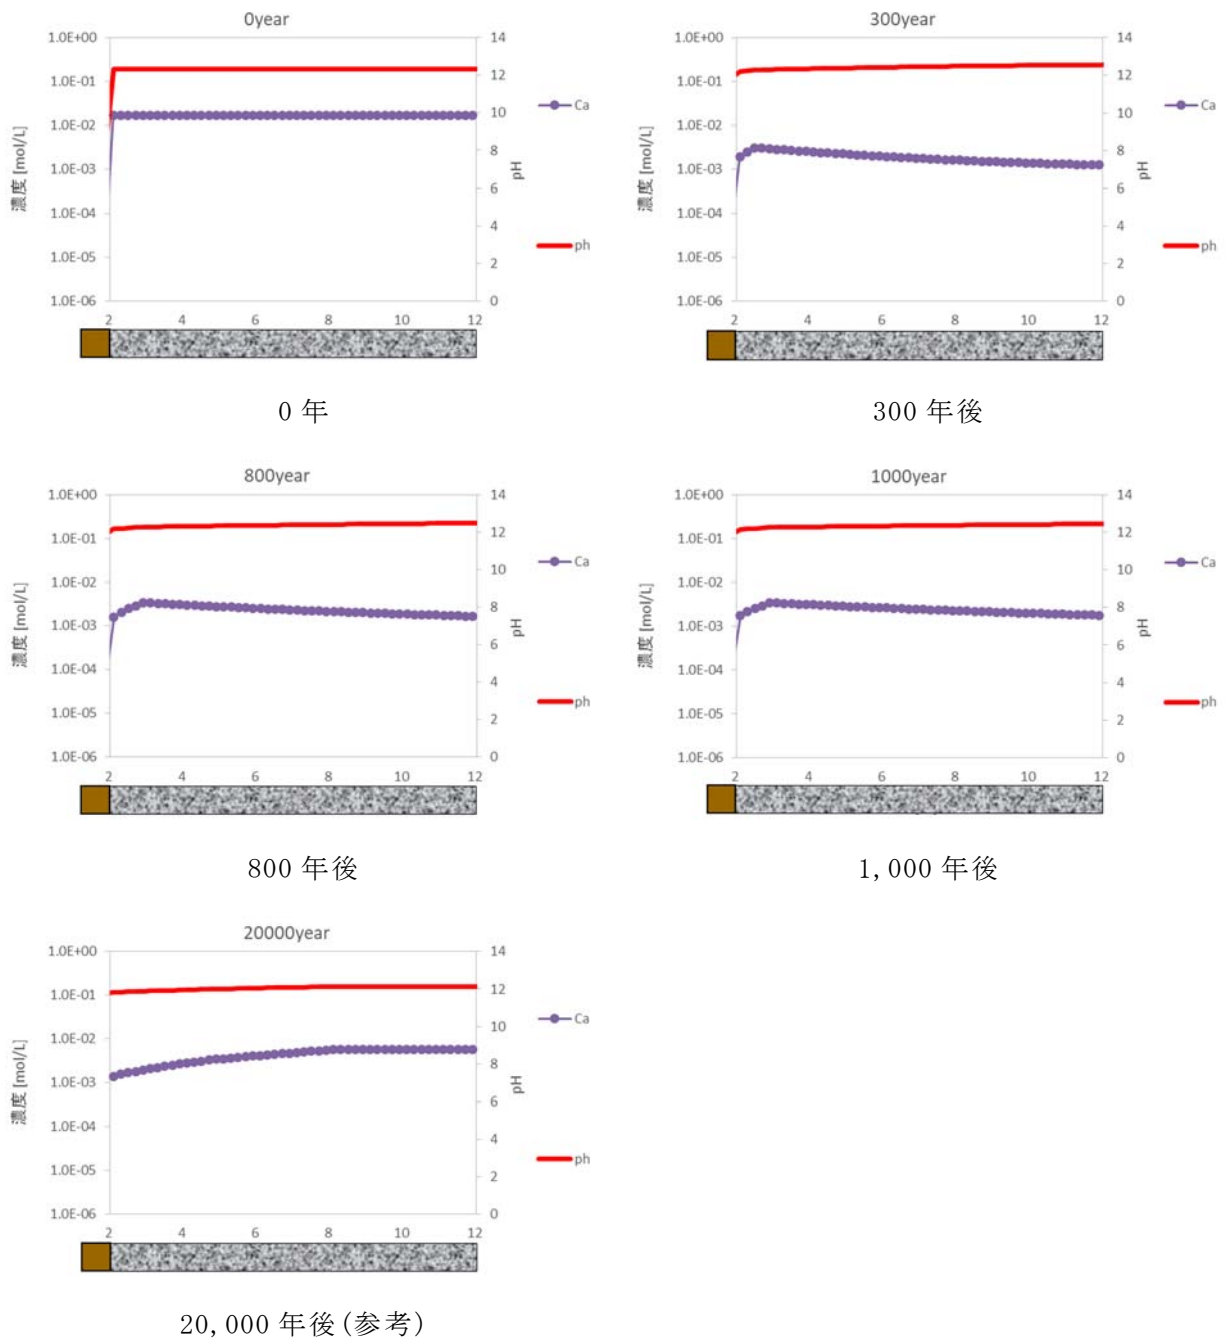 0year
1.0E+00
1.0E-01
1.0E-02
1.0E-03
1.0E-04
1.0E-05
1.0E-06
濃度 [mol/L]
14
12
10
8
6
4
2
0
pH
Ca
ph
2 4 6 8 10 12
0 年
300year
1.0E+00
1.0E-01
1.0E-02
1.0E-03
1.0E-04
1.0E-05
1.0E-06
濃度 [mol/L]
14
12
10
8
6
4
2
0
pH
Ca
ph
2 4 6 8 10 12
300 年後
800year
1.0E+00
1.0E-01
1.0E-02
1.0E-03
1.0E-04
1.0E-05
1.0E-06
濃度 [mol/L]
14
12
10
8
6
4
2
0
pH
Ca
ph
2 4 6 8 10 12
800 年後
1000year
1.0E+00
1.0E-01
1.0E-02
1.0E-03
1.0E-04
1.0E-05
1.0E-06
濃度 [mol/L]
14
12
10
8
6
4
2
0
pH
Ca
ph
2 4 6 8 10 12
1,000 年後
20000year
1.0E+00
1.0E-01
1.0E-02
1.0E-03
1.0E-04
1.0E-05
1.0E-06
濃度 [mol/L]
14
12
10
8
6
4
2
0
pH
Ca
ph
2 4 6 8 10 12
20,000 年後(参考)